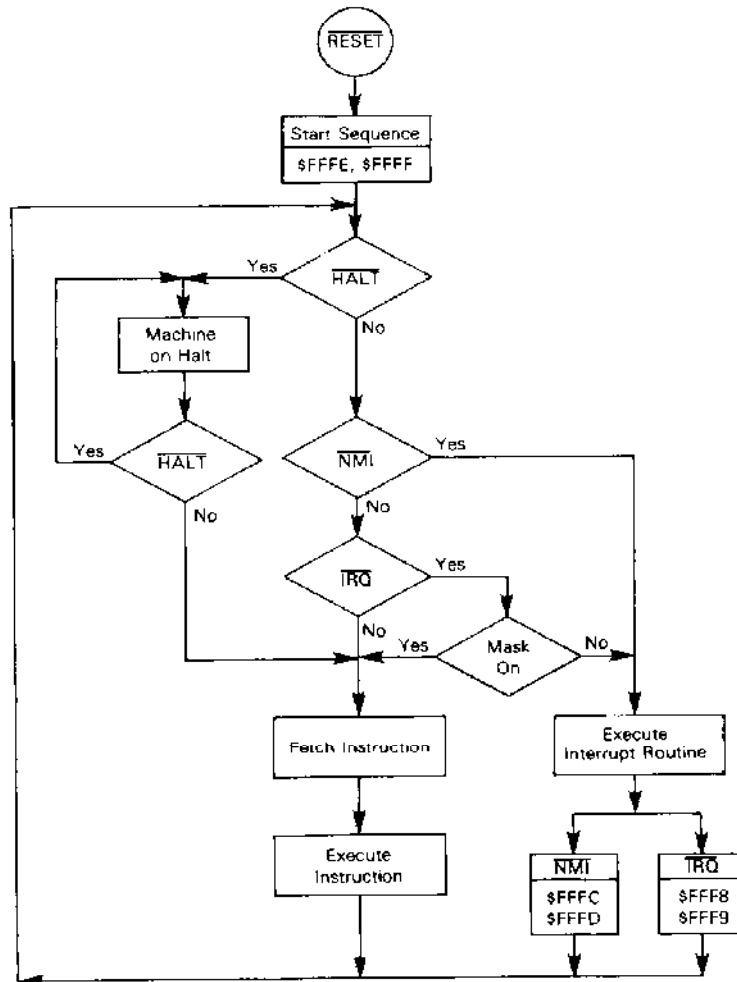 RESET
Start Sequence
$FFFE, $FFFF
Yes
HALT
No
Machine
on Halt
Yes
HALT
No
NMI
Yes
No
IRQ
Yes
No
Yes
Mask
On
No
Fetch Instruction
Execute
Interrupt Routine
Execute
Instruction
NMI
$FFFC
$FFFD
IRQ
$FFF8
$FFF9